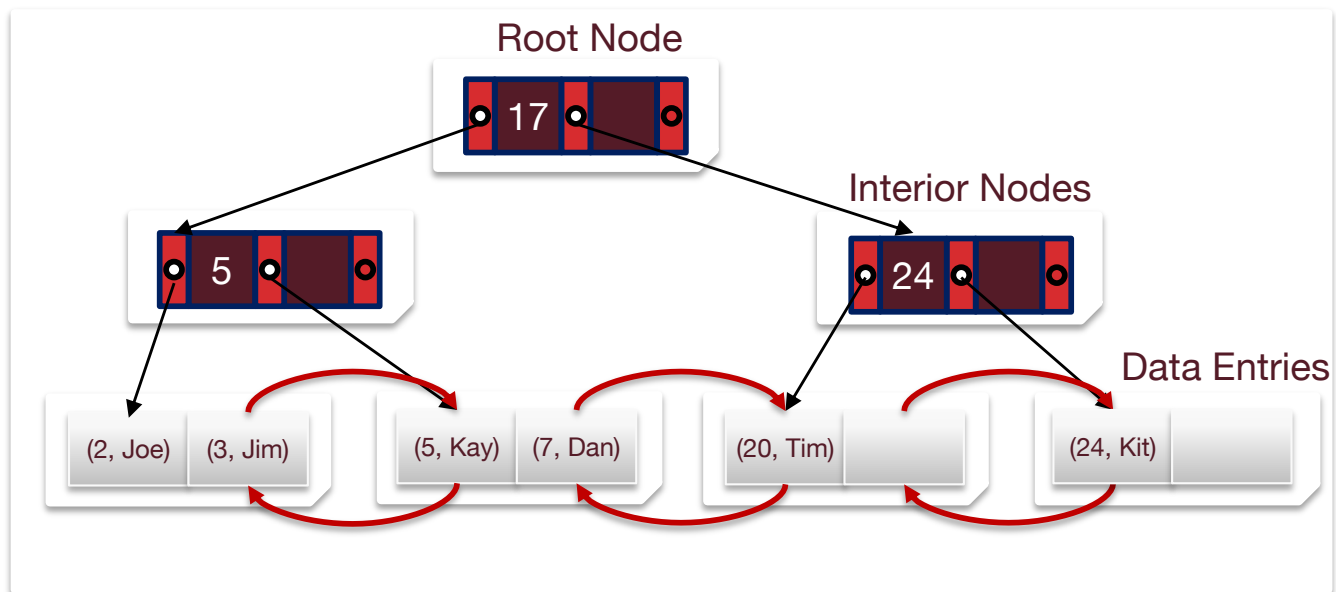 Root Node
17
Interior Nodes
5
24
Data Entries
(2, Joe) (3, Jim) (5, Kay) (7, Dan) (20, Tim) (24, Kit)